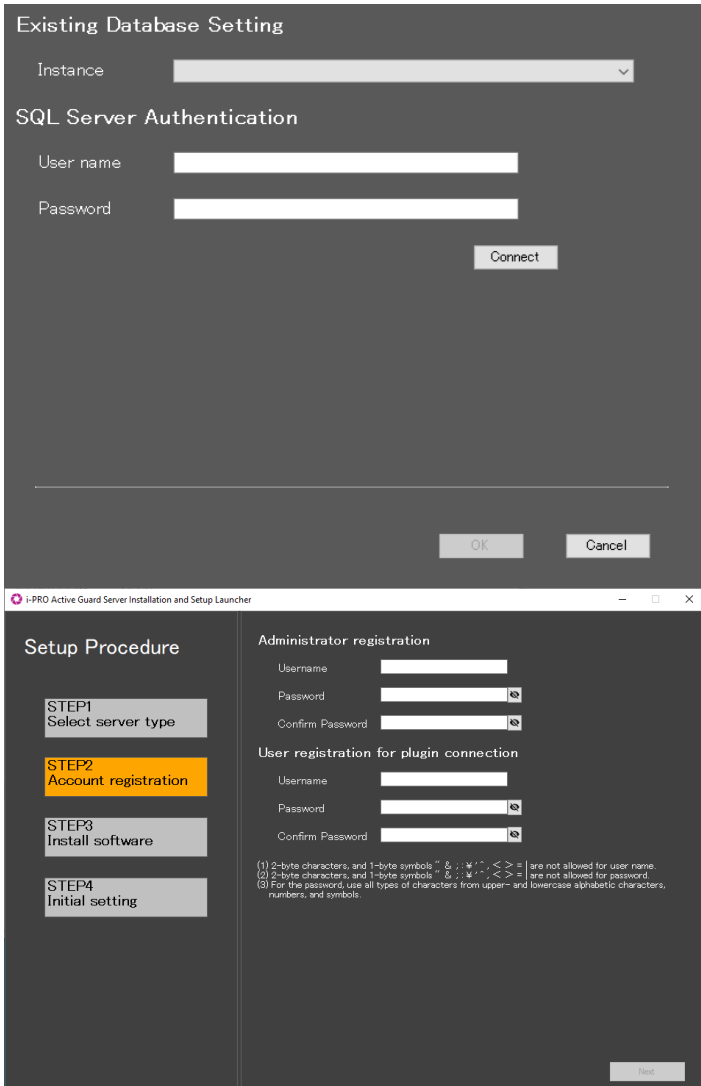 Existing Database Setting
Instance
SQL Server Authentication
User name
Password
Connect
OK
Cancel
i-PRO Active Guard Server Installation and Setup Launcher
Setup Procedure
STEP1
Select server type
STEP2
Account registration
STEP3
Install software
STEP4
Initial setting
Administrator registration
Username
Password
Confirm Password
User registration for plugin connection
Username
Password
Confirm Password
(1) 2-byte characters, and 1-byte symbols " & ; : ¥ ' ^ , < > = | are not allowed for user name.
(2) 2-byte characters, and 1-byte symbols " & ; : ¥ ' ^ , < > = | are not allowed for password.
(3) For the password, use all types of characters from upper- and lowercase alphabetic characters,
numbers, and symbols.
Next